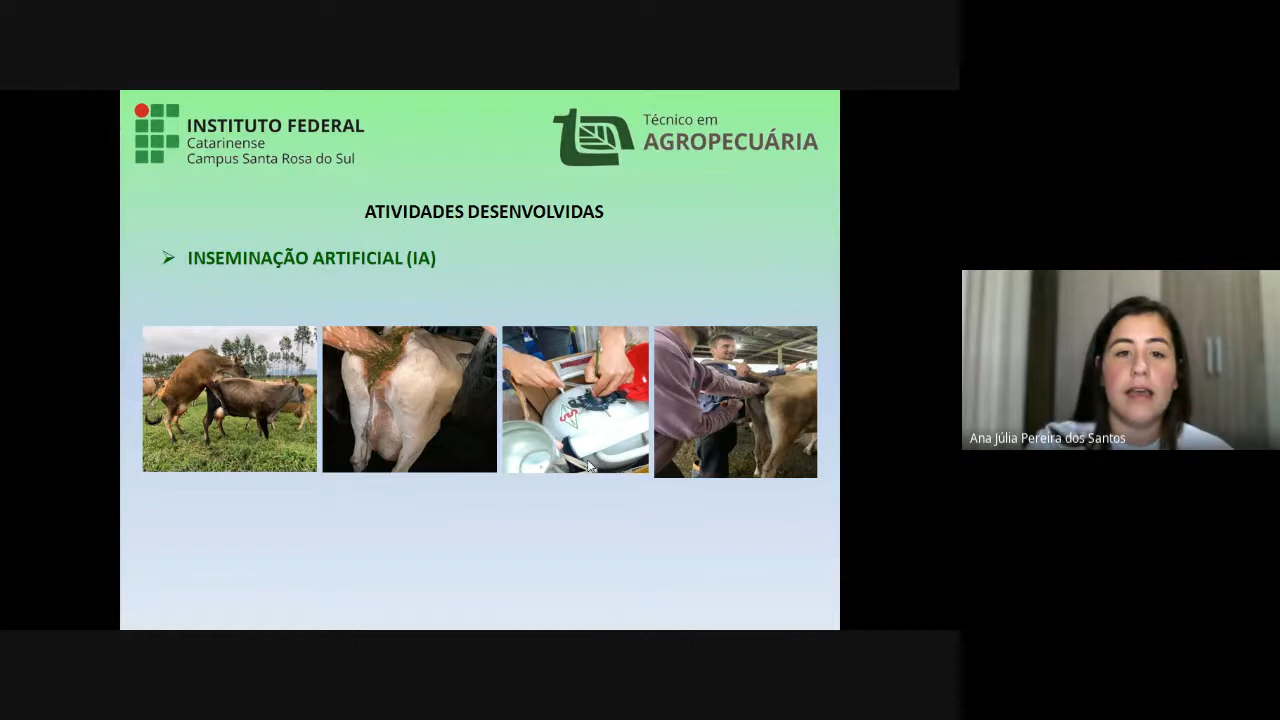 INSTITUTO FEDERAL
Catarinense
Campus Santa Rosa do Sul
Técnico em
AGROPECUÁRIA
ATIVIDADES DESENVOLVIDAS
➢ INSEMINAÇÃO ARTIFICIAL (IA)
Ana Júlia Pereira dos Santos